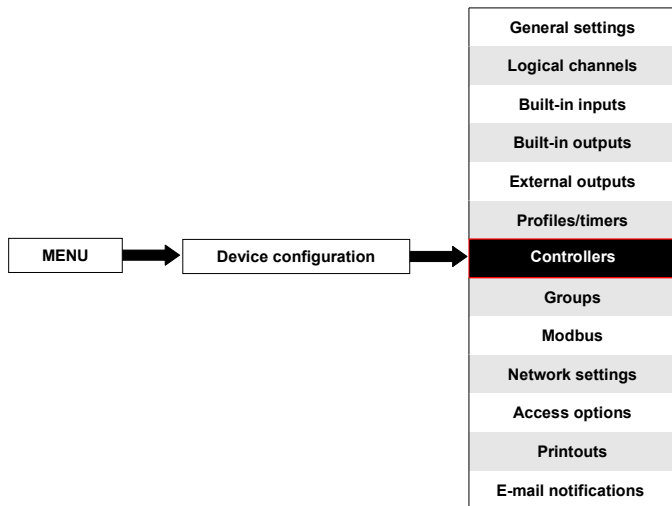 General settings
Logical channels
Built-in inputs
Built-in outputs
External outputs
Profiles/timers
MENU
Device configuration
Controllers
Groups
Modbus
Network settings
Access options
Printouts
E-mail notifications